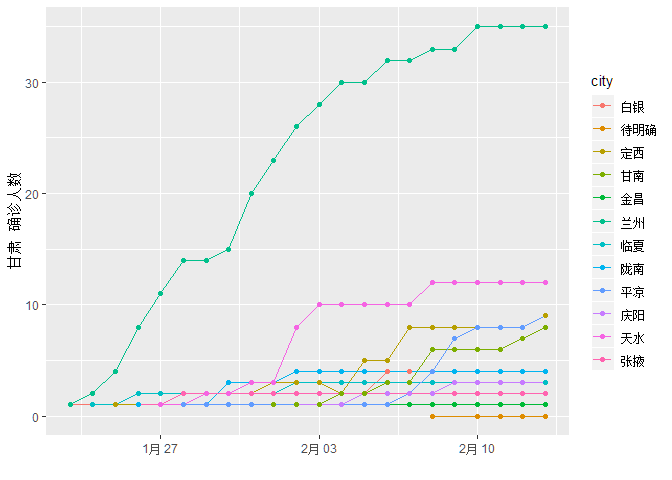 city
白银
待明确
定西
甘南
金昌
兰州
临夏
陇南
平凉
庆阳
天水
张掖
甘肃 确诊人数
30
20
10
0
1月 27
2月 03
2月 10